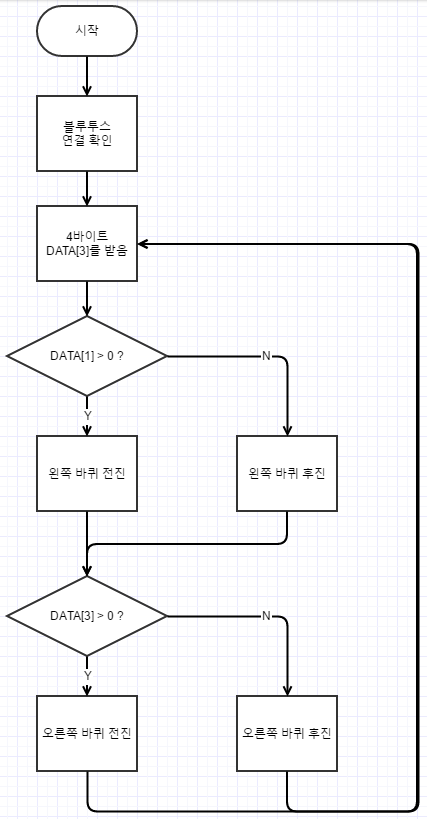 시작
블루투스
연결 확인
4바이트
DATA[3]를 받음
DATA[1] > 0 ?
N
Y
왼쪽 바퀴 전진
왼쪽 바퀴 후진
DATA[3] > 0 ?
N
Y
오른쪽 바퀴 전진
오른쪽 바퀴 후진